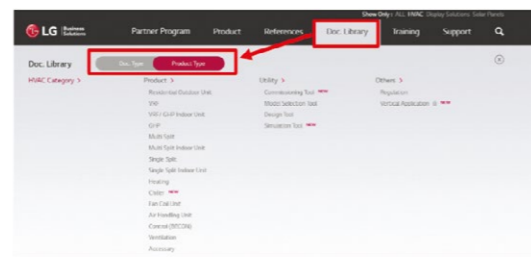 Show Only : ALL HVAC Display Solutions Solar Panels
LG Business Solutions Partner Program Product References Doc. Library Training Support
Doc. Library Doc. Type Product Type
HVAC Category > Product > Utility > Others >
Residential Outdoor Unit Commissioning Tool NEW Regulation
VRF Model Selection Tool Vertical Application NEW
VRF / GHP Indoor Unit Design Tool
GHP Simulation Tool NEW
Multi Split
Multi Split Indoor Unit
Single Split
Single Split Indoor Unit
Heating
Chiller NEW
Fan Coil Unit
Air Handling Unit
Control (BECON)
Ventilation
Accessary